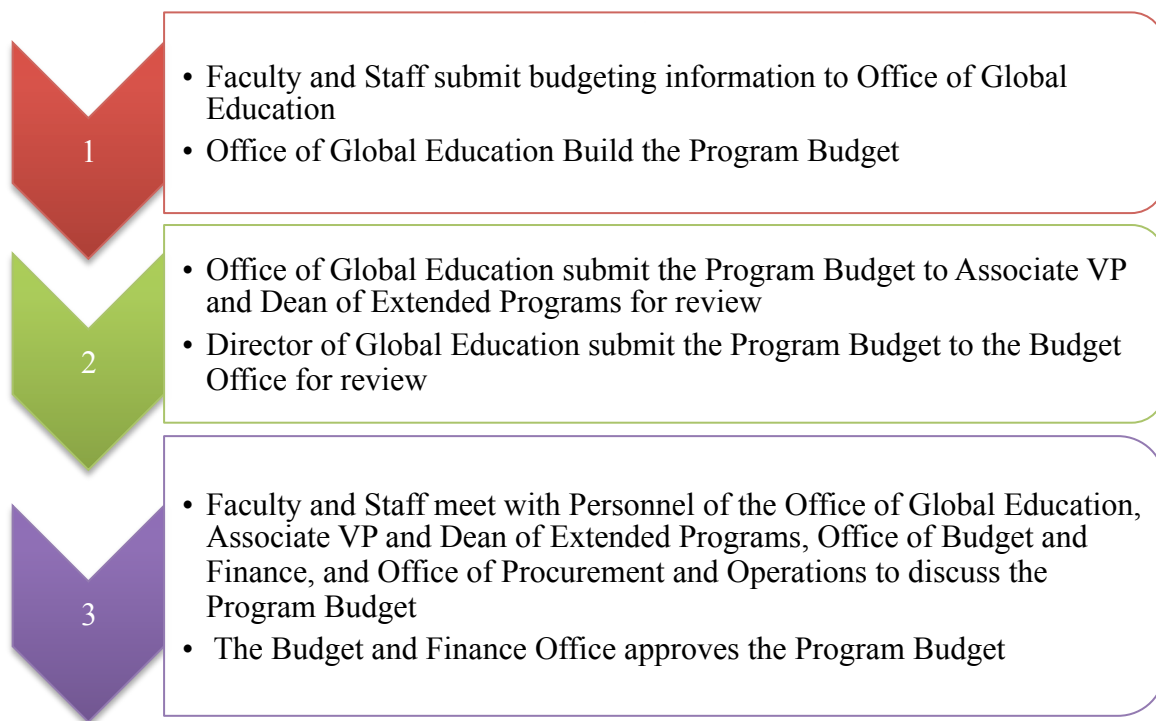 1
• Faculty and Staff submit budgeting information to Office of Global
Education
• Office of Global Education Build the Program Budget
2
• Office of Global Education submit the Program Budget to Associate VP
and Dean of Extended Programs for review
• Director of Global Education submit the Program Budget to the Budget
Office for review
3
• Faculty and Staff meet with Personnel of the Office of Global Education,
Associate VP and Dean of Extended Programs, Office of Budget and
Finance, and Office of Procurement and Operations to discuss the
Program Budget
• The Budget and Finance Office approves the Program Budget